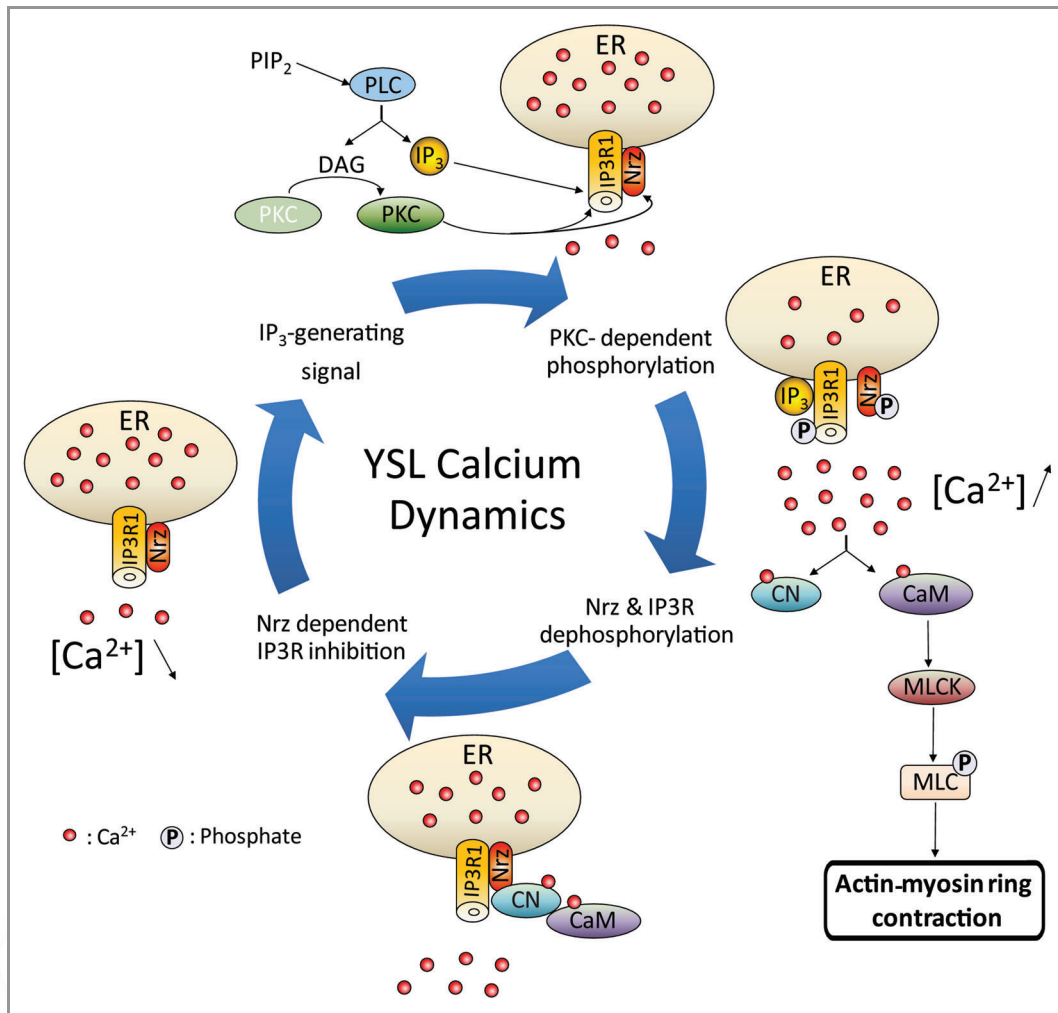 PIP₂
PLC
DAG
IP₃
PKC
PKC
ER
IP3R1
Nrz
IP₃-generating
signal
PKC- dependent
phosphorylation
ER
IP₃
IP3R1
Nrz
P
P
[Ca²⁺]
CN
CaM
MLCK
MLC
P
Actin-myosin ring
contraction
YSL Calcium
Dynamics
ER
IP3R1
Nrz
[Ca²⁺]
Nrz dependent
IP3R inhibition
Nrz & IP3R
dephosphorylation
ER
IP3R1
Nrz
CN
CaM
: Ca²⁺
P : Phosphate